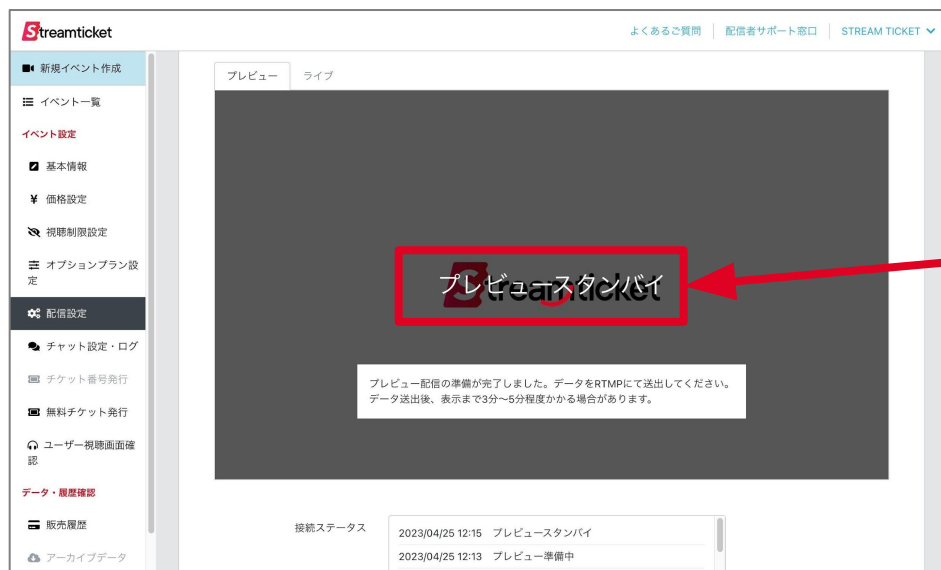 Streamticket
よくあるご質問
配信者サポート窓口
STREAM TICKET
新規イベント作成
イベント一覧
イベント設定
基本情報
価格設定
視聴制限設定
オプションプラン設
定
配信設定
チャット設定・ログ
チケット番号発行
無料チケット発行
ユーザー視聴画面確
認
データ・履歴確認
販売履歴
アーカイブデータ
プレビュー
ライブ
Streamticket
プレビュースタンバイ
プレビュー配信の準備が完了しました。データをRTMPにて送出してください。
データ送出後、表示まで3分〜5分程度かかる場合があります。
接続ステータス
2023/04/25 12:15 プレビュースタンバイ
2023/04/25 12:13 プレビュー準備中